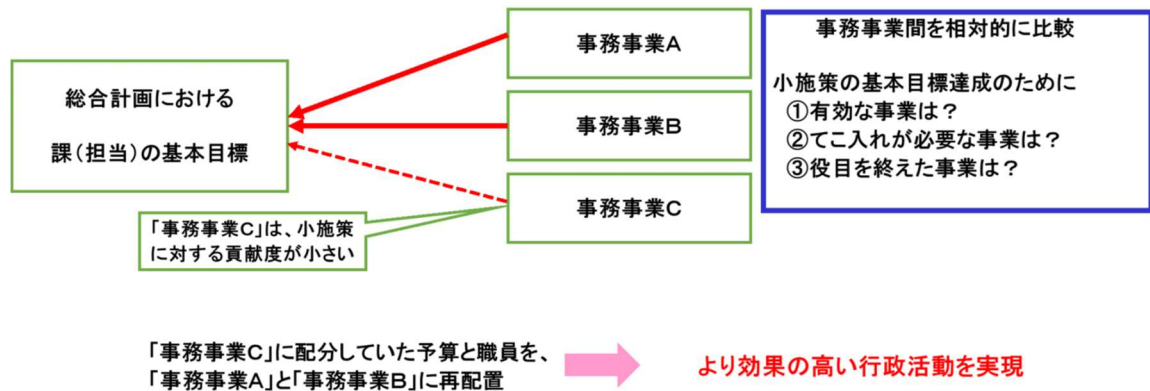 総合計画における
課（担当）の基本目標
事務事業A
事務事業B
事務事業C
「事務事業C」は、小施策
に対する貢献度が小さい
事務事業間を相対的に比較
小施策の基本目標達成のために
①有効な事業は？
②てこ入れが必要な事業は？
③役目を終えた事業は？
「事務事業C」に配分していた予算と職員を、
「事務事業A」と「事務事業B」に再配置
より効果の高い行政活動を実現